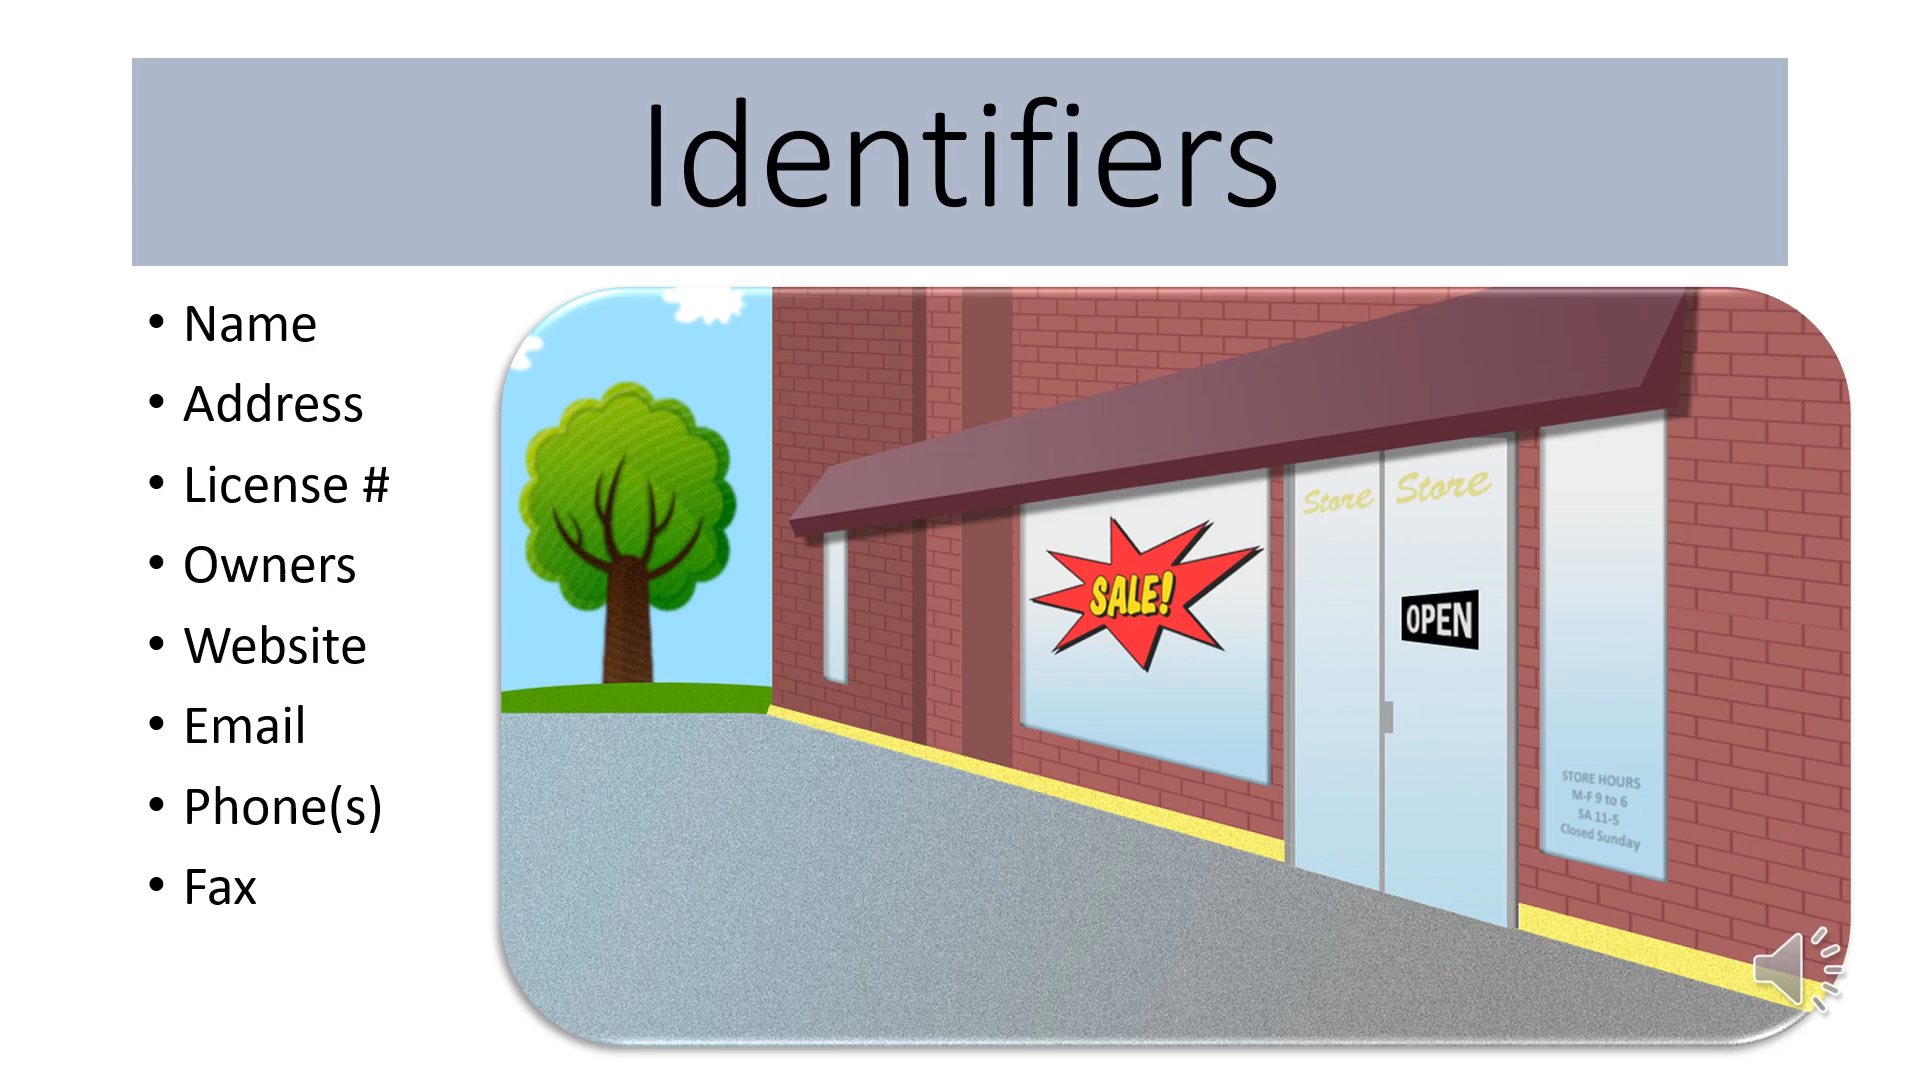 Identifiers
• Name
• Address
• License #
• Owners
• Website
• Email
• Phone(s)
• Fax
Store Store
SALE!
OPEN
STORE HOURS
M-F 9 to 6
SA 11-5
Closed Sunday